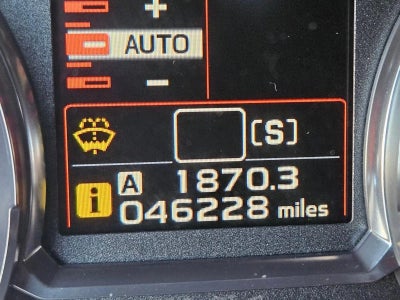 +
AUTO
−
[S]
i A 1870.3
046228 miles